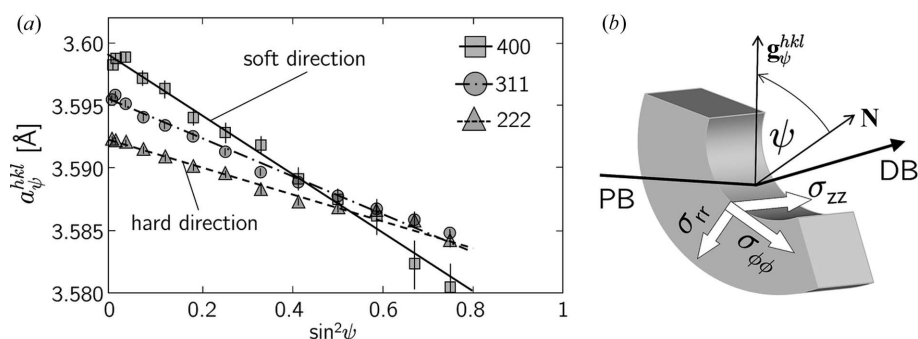 (a)
3.60
3.595
3.590
3.585
3.580
a_ψ^hkl [Å]
soft direction
hard direction
400
311
222
0
0.2
0.4
0.6
0.8
1
sin²ψ
(b)
g_ψ^hkl
N
ψ
PB
DB
σ_zz
σ_rr
σ_ϕϕ